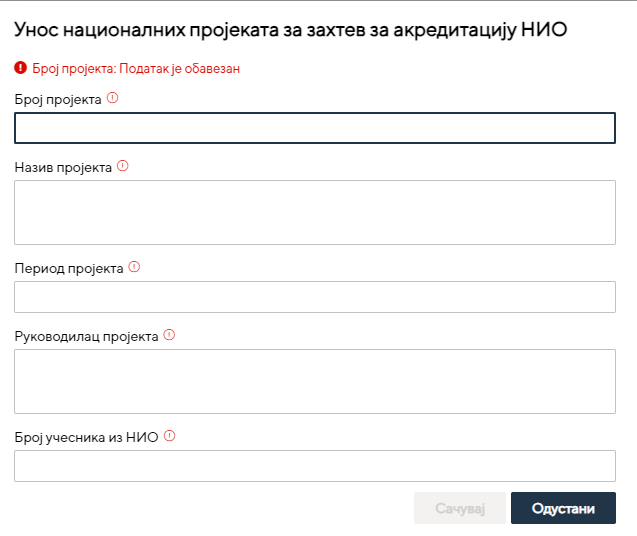 Унос националних пројеката за захтев за акредитацију НИО
Број пројекта: Податак је обавезан
Број пројекта
Назив пројекта
Период пројекта
Руководилац пројекта
Број учесника из НИО
Сачувај Одустани